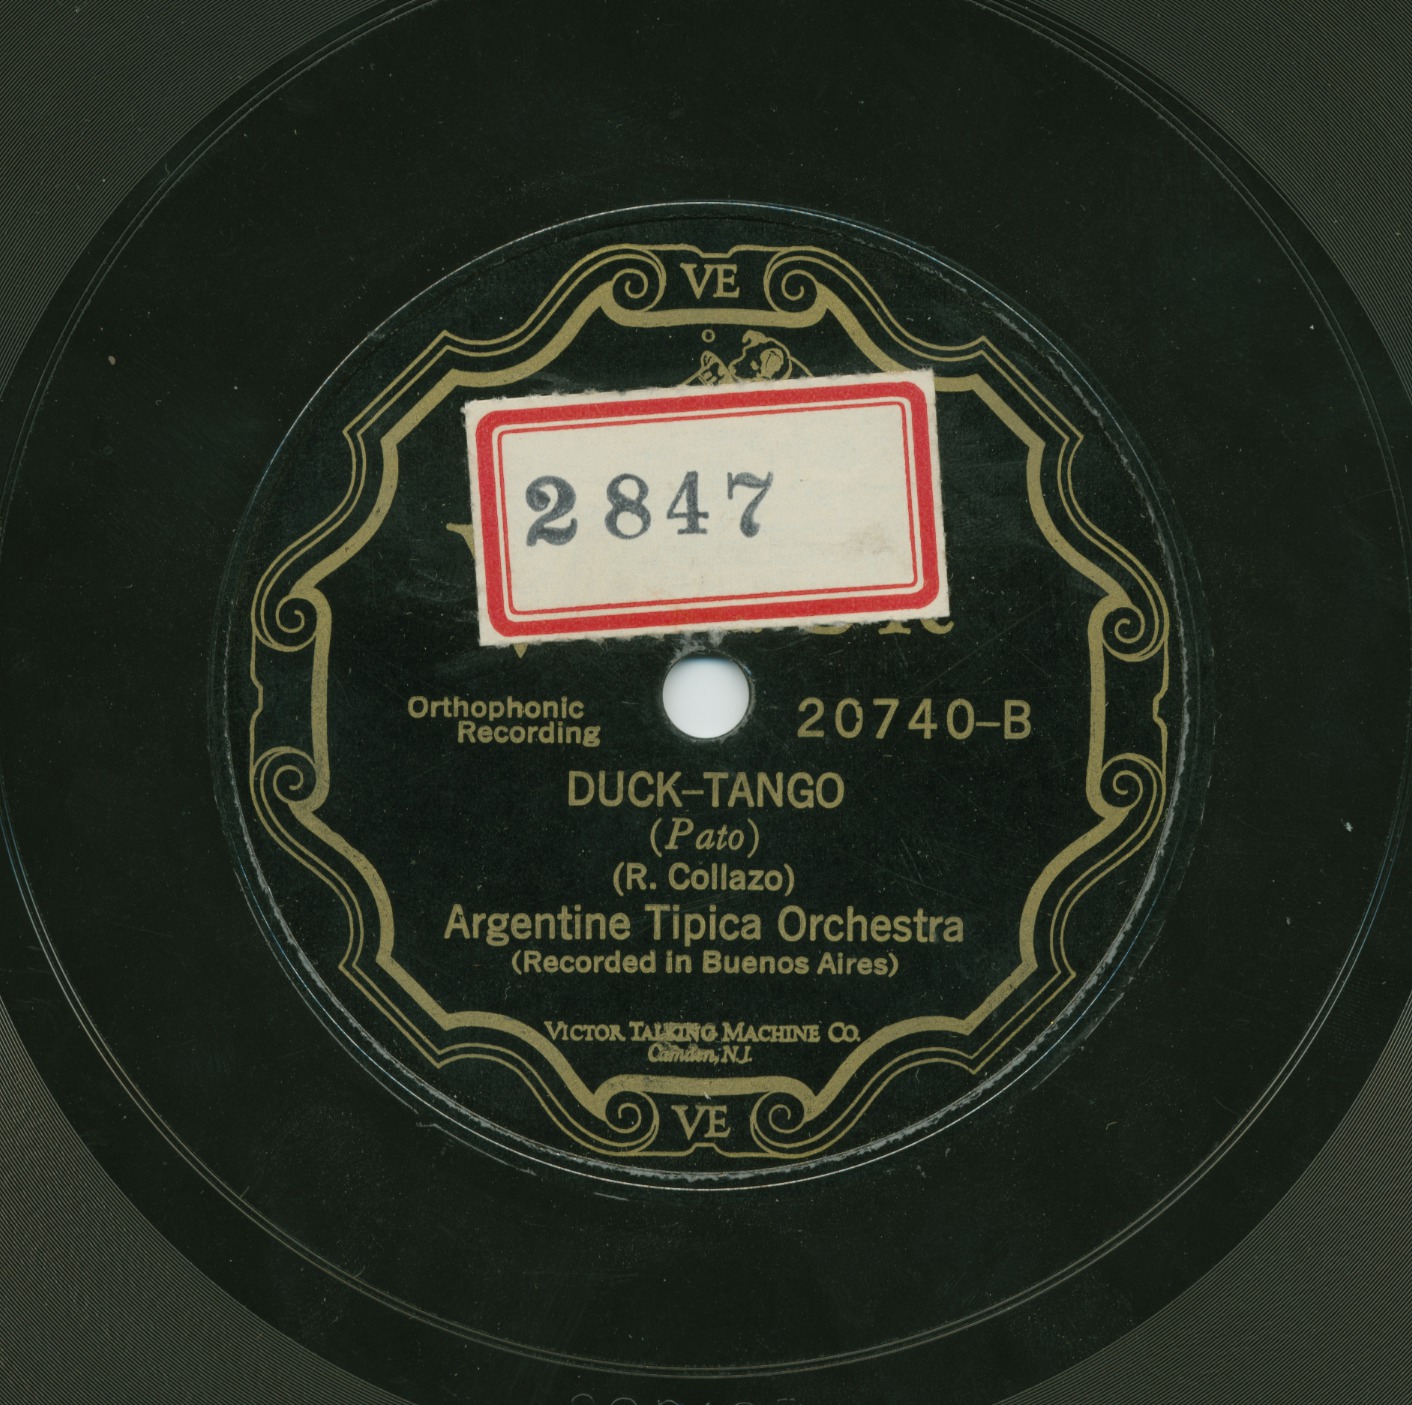 VE
2847
Orthophonic
Recording
20740-B
DUCK-TANGO
(Pato)
(R. Collazo)
Argentine Tipica Orchestra
(Recorded in Buenos Aires)
VICTOR TALKING MACHINE CO.
Camden, N.J.
VE